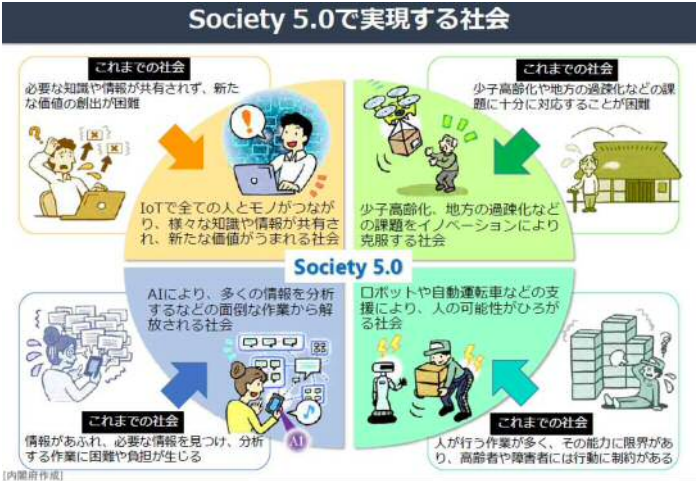 Society 5.0で実現する社会
これまでの社会
必要な知識や情報が共有されず、新た
な価値の創出が困難
IoTで全ての人とモノがつなが
り、様々な知識や情報が共有さ
れ、新たな価値がうまれる社会
これまでの社会
少子高齢化や地方の過疎化などの課
題に十分に対応することが困難
少子高齢化、地方の過疎化など
の課題をイノベーションにより
克服する社会
Society 5.0
AIにより、多くの情報を分析
するなどの面倒な作業から解
放される社会
AI
これまでの社会
情報があふれ、必要な情報を見つけ、分析
する作業に困難や負担が生じる
ロボットや自動運転車などの支
援により、人の可能性がひろが
る社会
これまでの社会
人が行う作業が多く、その能力に限界があ
り、高齢者や障害者には行動に制約がある
[内閣府作成]